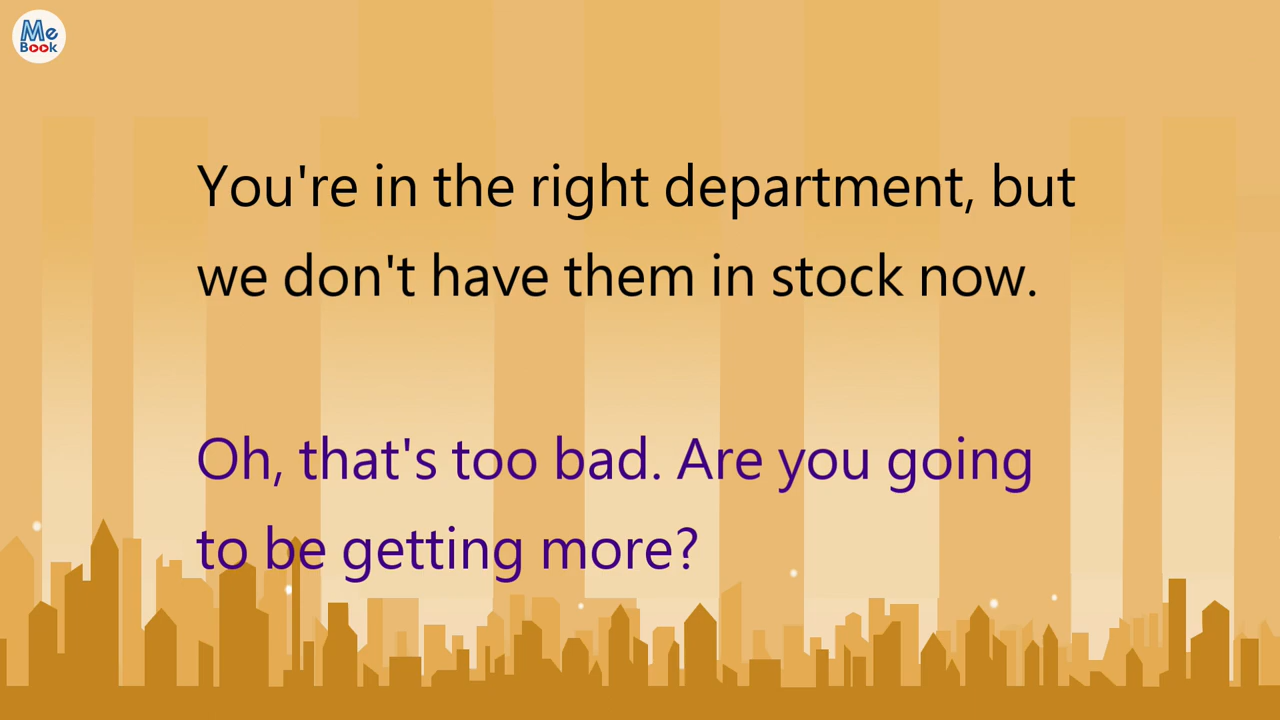 Me
Book
You're in the right department, but
we don't have them in stock now.
Oh, that's too bad. Are you going
to be getting more?